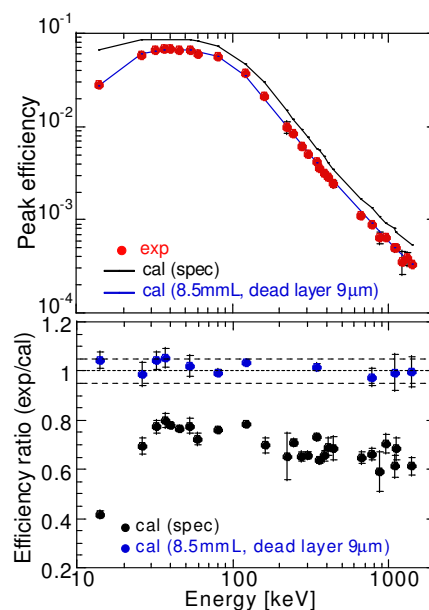 10⁻¹
10⁻²
10⁻³
10⁻⁴
Peak efficiency
exp
cal (spec)
cal (8.5mmL, dead layer 9µm)
1.2
1
0.8
0.6
0.4
0.2
Efficiency ratio (exp/cal)
cal (spec)
cal (8.5mmL, dead layer 9µm)
10
100
1000
Energy [keV]